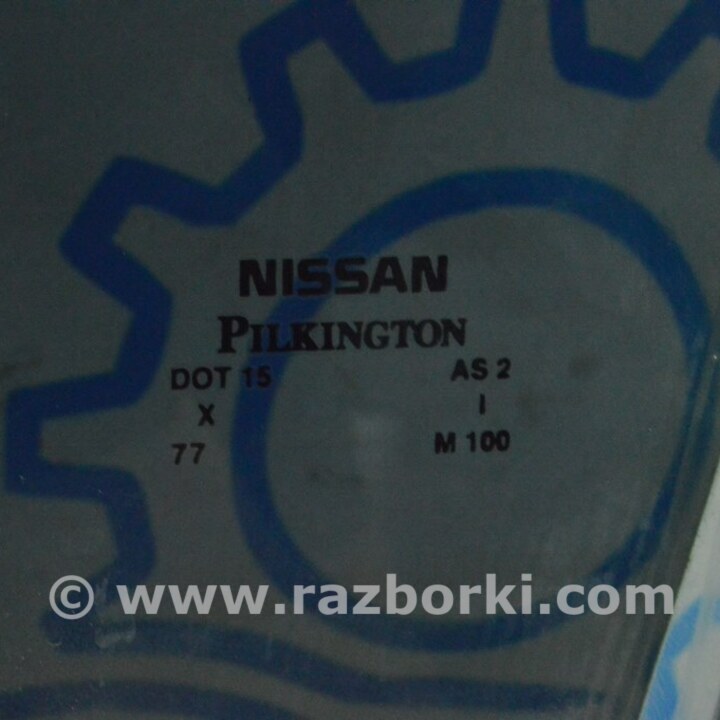 NISSAN
PILKINGTON
DOT 15 AS 2
X I
77 M 100
© www.razborki.com